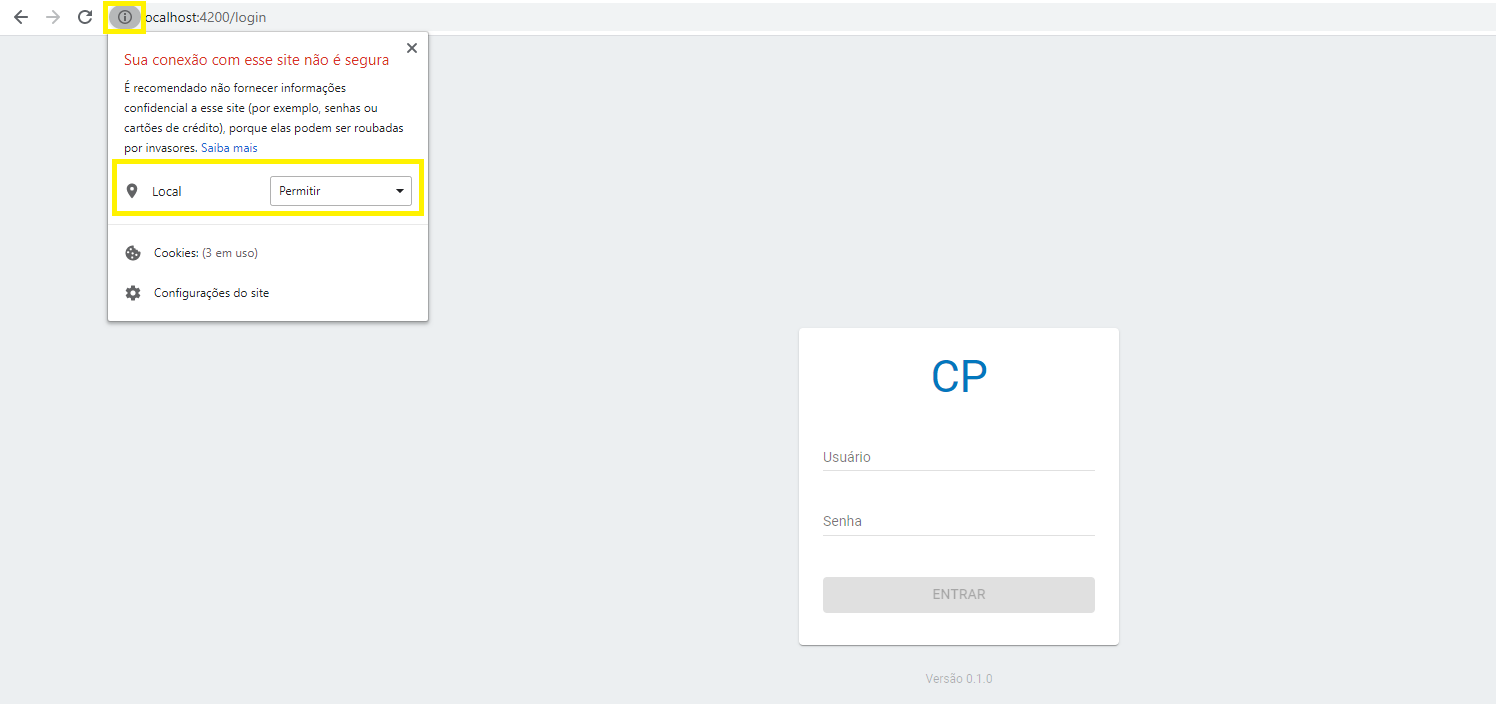 ocalhost:4200/login
Sua conexão com esse site não é segura
É recomendado não fornecer informações
confidencial a esse site (por exemplo, senhas ou
cartões de crédito), porque elas podem ser roubadas
por invasores. Saiba mais
Local Permitir
Cookies: (3 em uso)
Configurações do site
CP
Usuário
Senha
ENTRAR
Versão 0.1.0